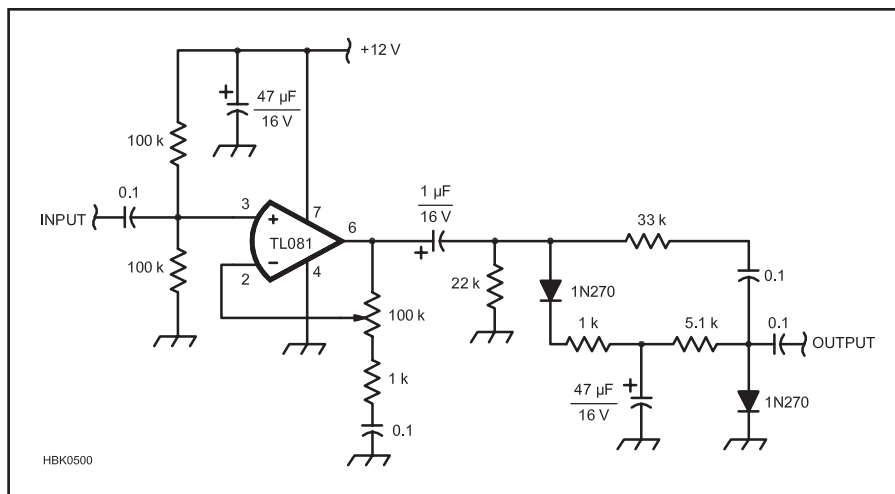 +12 V
47 µF
16 V
100 k
0.1
INPUT
3
7
6
TL081
2
4
100 k
1 µF
16 V
33 k
22 k
1N270
0.1
100 k
1 k
5.1 k
0.1
OUTPUT
1 k
47 µF
16 V
1N270
0.1
HBK0500